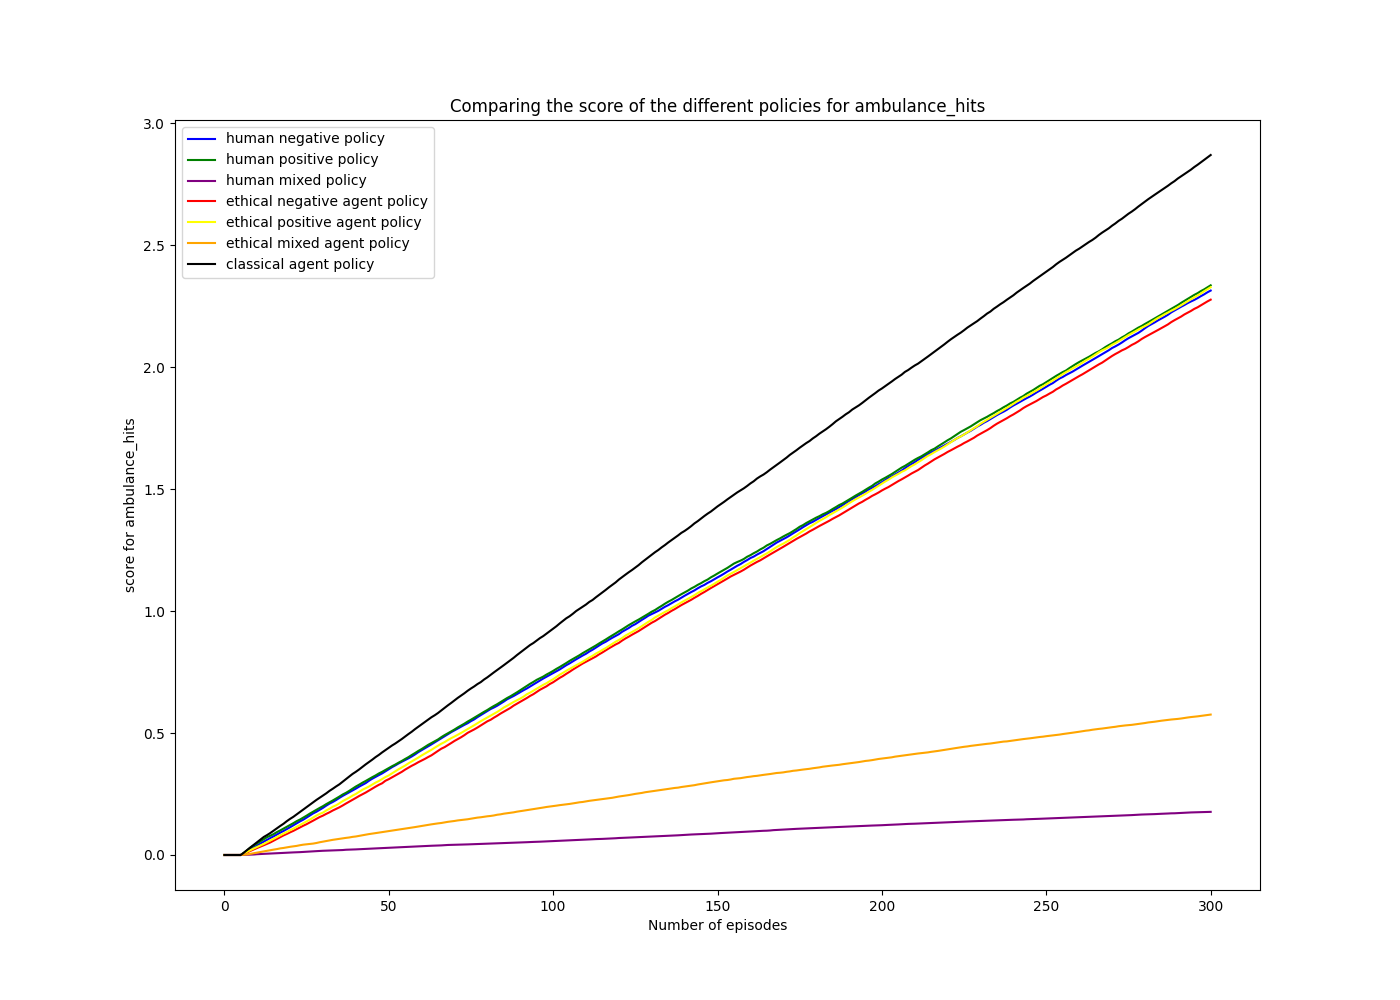 Comparing the score of the different policies for ambulance_hits
human negative policy
human positive policy
human mixed policy
ethical negative agent policy
ethical positive agent policy
ethical mixed agent policy
classical agent policy
score for ambulance_hits
3.0
2.5
2.0
1.5
1.0
0.5
0.0
0 50 100 150 200 250 300
Number of episodes